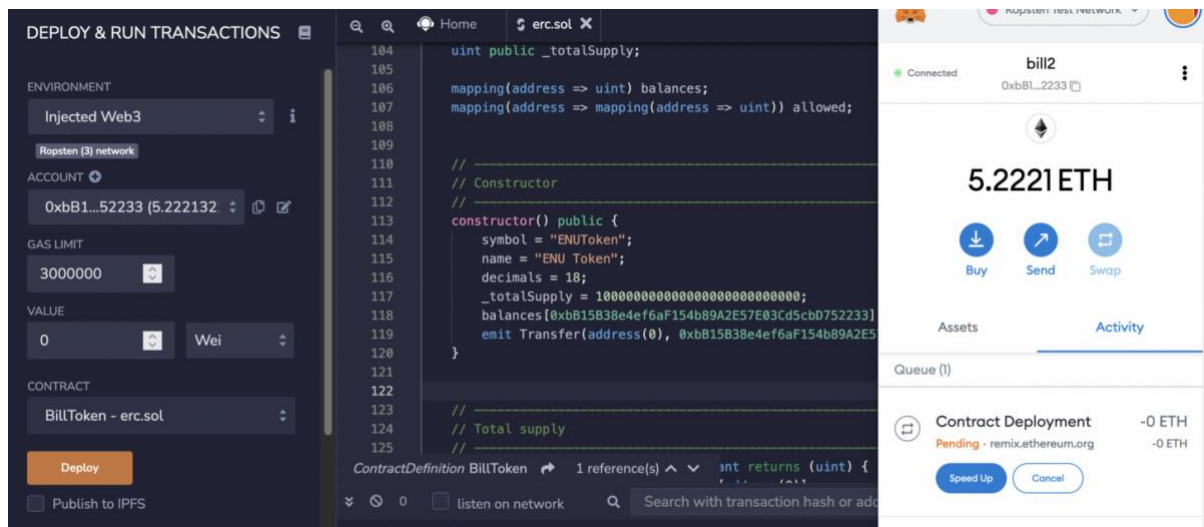 DEPLOY & RUN TRANSACTIONS
ENVIRONMENT
Injected Web3
i
Ropsten (3) network
ACCOUNT
0xbB1...52233 (5.222132
GAS LIMIT
3000000
VALUE
0
Wei
CONTRACT
BillToken - erc.sol
Deploy
Publish to IPFS
Home
erc.sol
104 uint public _totalSupply;
105
106 mapping(address => uint) balances;
107 mapping(address => mapping(address => uint)) allowed;
108
109
110 // ----------
111 // Constructor
112 // ----------
113 constructor() public {
114 symbol = "ENUToken";
115 name = "ENU Token";
116 decimals = 18;
117 _totalSupply =
118 balances[0xbB15B38e4ef6aF154b89A2E57E03Cd5cbD752233]
119 emit Transfer(address(0), 0xbB15B38e4ef6aF154b89A2E5
120 }
121
122
123 // ----------
124 // Total supply
125 // ----------
ContractDefinition BillToken 1 reference(s) ant returns (uint) {
0
listen on network
Search with transaction hash or add
Ropsten Test Network
Connected
bill2
0xbB1...2233
5.2221 ETH
Buy Send Swap
Assets Activity
Queue (1)
Contract Deployment -0 ETH
Pending · remix.ethereum.org -0 ETH
Speed Up Cancel